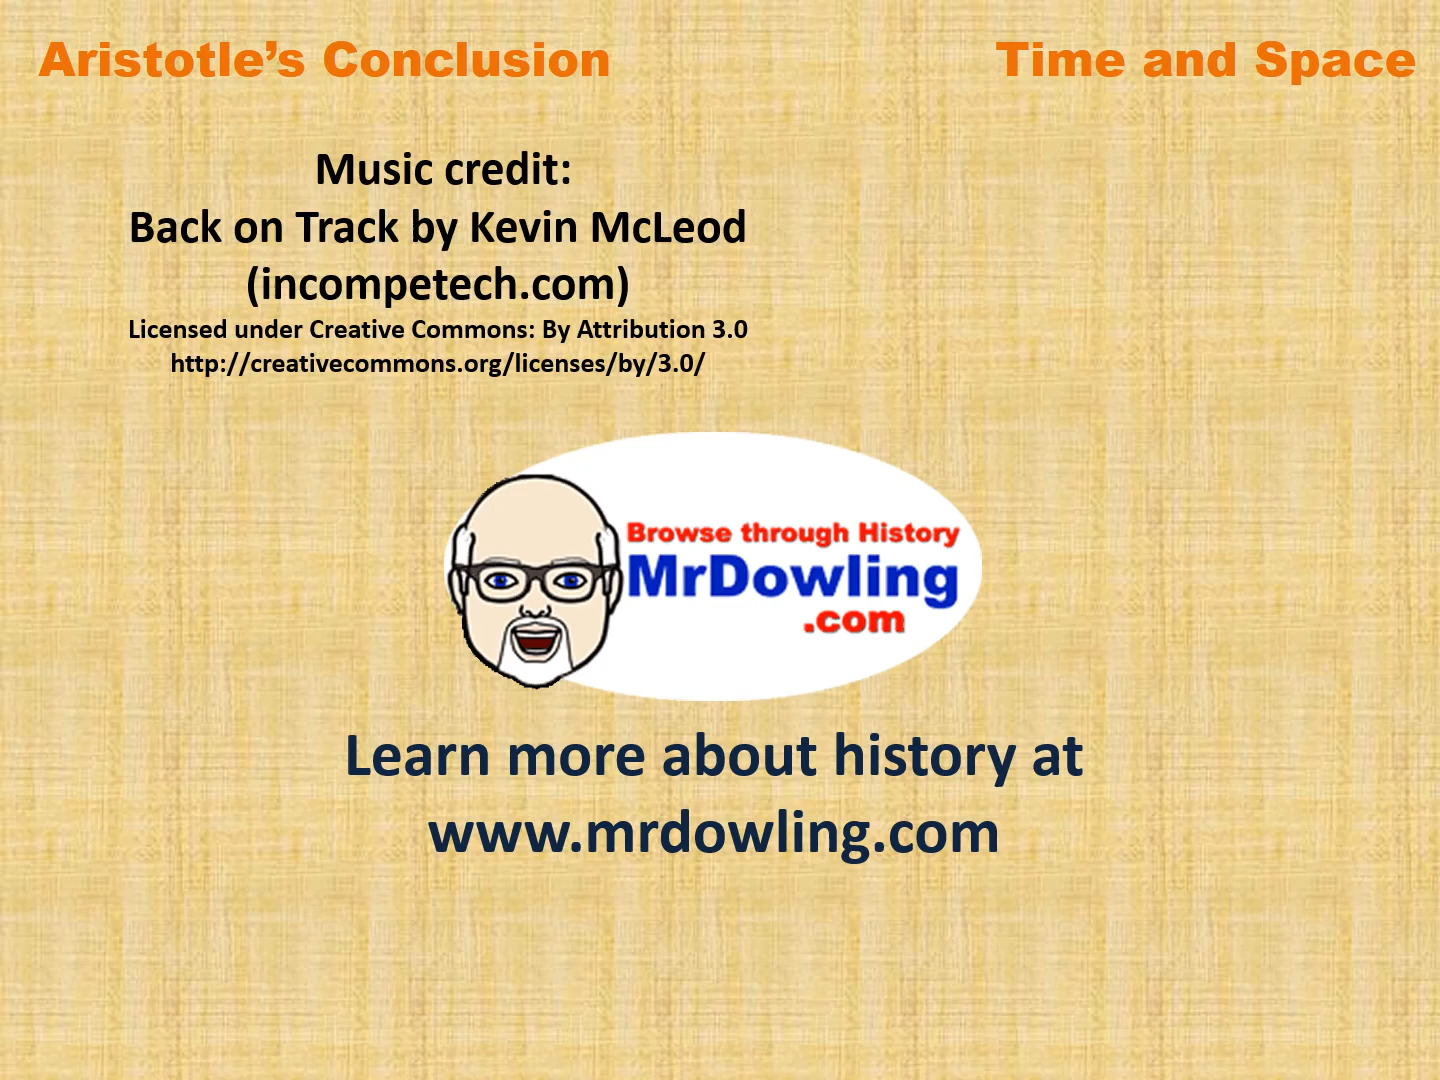 Aristotle’s Conclusion
Time and Space
Music credit:
Back on Track by Kevin McLeod
(incompetech.com)
Licensed under Creative Commons: By Attribution 3.0
http://creativecommons.org/licenses/by/3.0/
Browse through History
MrDowling
.com
Learn more about history at
www.mrdowling.com